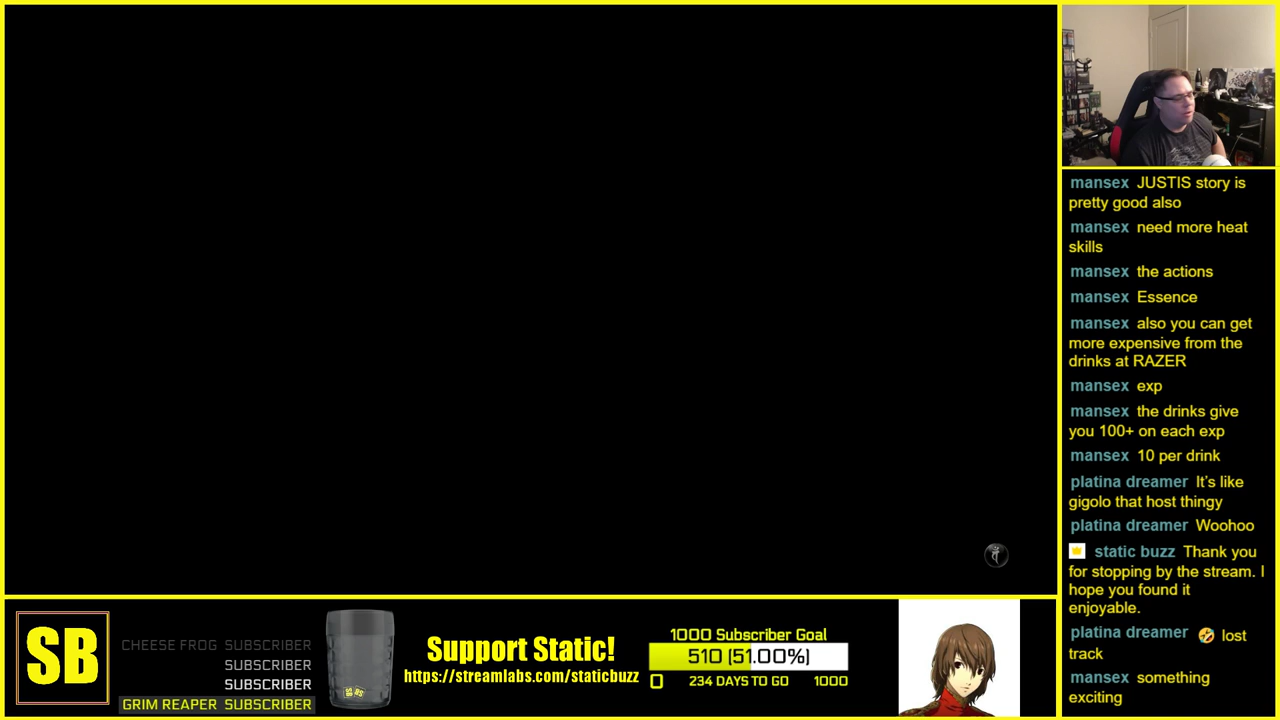 mansex JUSTIS story is
pretty good also
mansex need more heat
skills
mansex the actions
mansex Essence
mansex also you can get
more expensive from the
drinks at RAZER
mansex exp
mansex the drinks give
you 100+ on each exp
mansex 10 per drink
platina dreamer It's like
gigolo that host thingy
platina dreamer Woohoo
static buzz Thank you
for stopping by the stream. I
hope you found it
enjoyable.
platina dreamer 🤣 lost
track
mansex something
exciting
SB
CHEESE FROG SUBSCRIBER
SUBSCRIBER
SUBSCRIBER
GRIM REAPER SUBSCRIBER
Support Static!
https://streamlabs.com/staticbuzz
1000 Subscriber Goal
510 (51.00%)
0 234 DAYS TO GO 1000